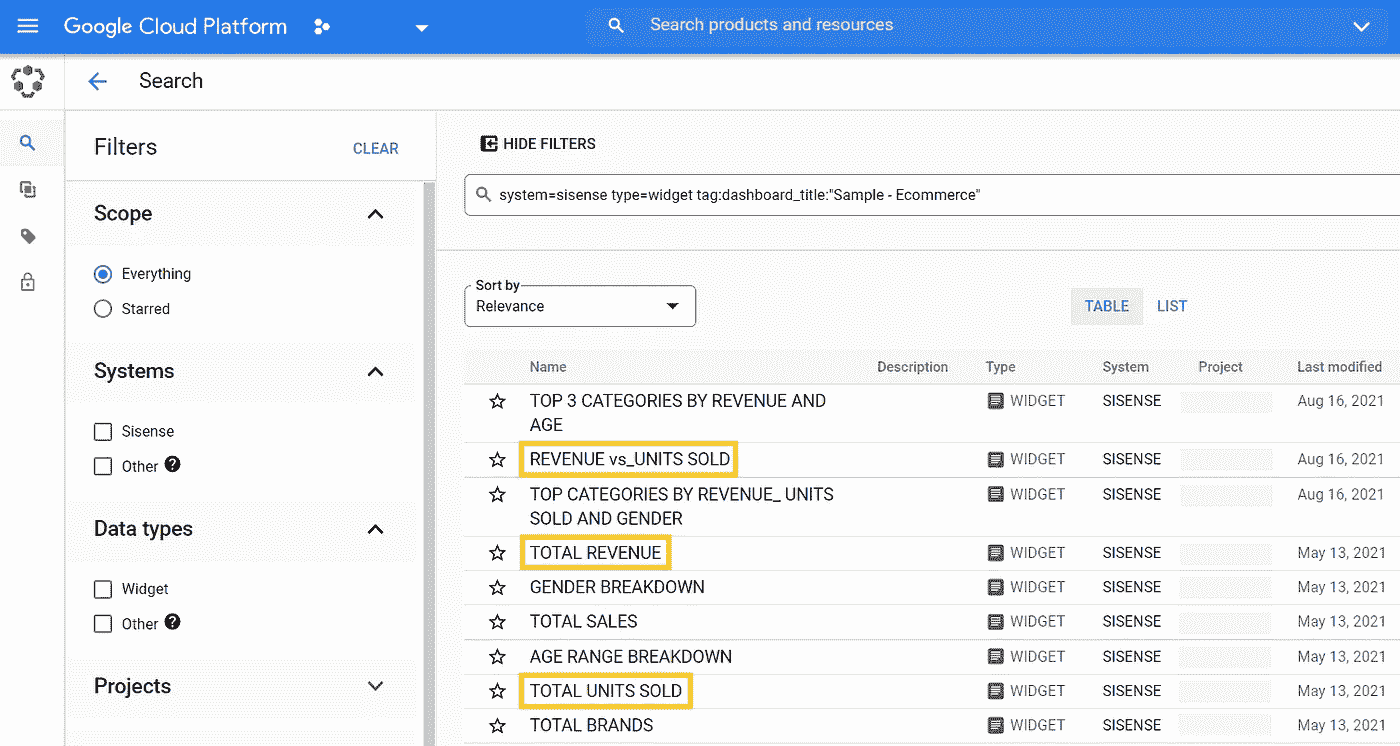 Google Cloud Platform
Search products and resources
Search
Filters
CLEAR
Scope
Everything
Starred
Systems
Sisense
Other
Data types
Widget
Other
Projects
HIDE FILTERS
system=sisense type=widget tag:dashboard_title:"Sample - Ecommerce"
Sort by
Relevance
TABLE LIST
Name Description Type System Project Last modified
TOP 3 CATEGORIES BY REVENUE AND WIDGET SISENSE Aug 16, 2021
AGE
REVENUE vs_UNITS SOLD WIDGET SISENSE Aug 16, 2021
TOP CATEGORIES BY REVENUE_ UNITS WIDGET SISENSE Aug 16, 2021
SOLD AND GENDER
TOTAL REVENUE WIDGET SISENSE May 13, 2021
GENDER BREAKDOWN WIDGET SISENSE May 13, 2021
TOTAL SALES WIDGET SISENSE May 13, 2021
AGE RANGE BREAKDOWN WIDGET SISENSE May 13, 2021
TOTAL UNITS SOLD WIDGET SISENSE May 13, 2021
TOTAL BRANDS WIDGET SISENSE May 13, 2021